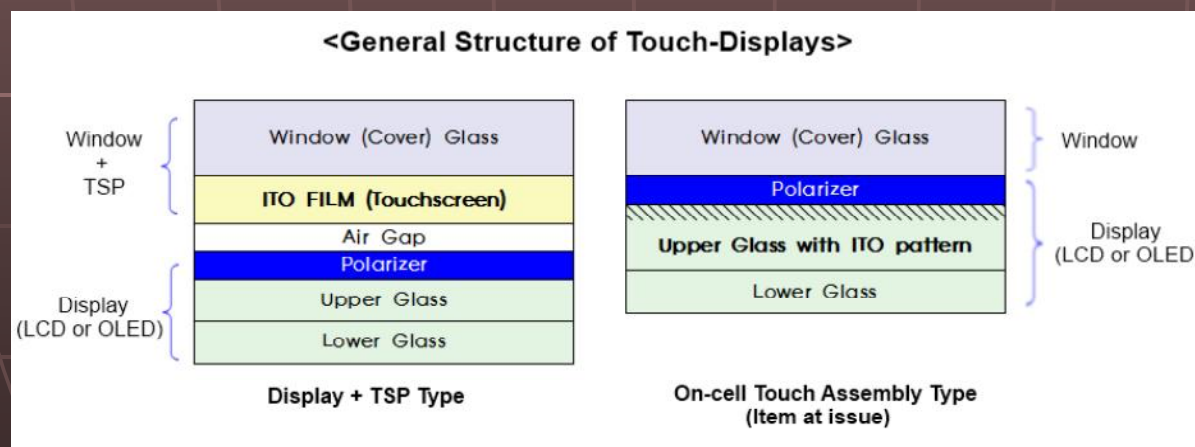 <General Structure of Touch-Displays>
Window
+
TSP
Display
(LCD or OLED)
Window (Cover) Glass
ITO FILM (Touchscreen)
Air Gap
Polarizer
Upper Glass
Lower Glass
Display + TSP Type
Window (Cover) Glass
Polarizer
Upper Glass with ITO pattern
Lower Glass
On-cell Touch Assembly Type
(Item at issue)
Window
Display
(LCD or OLED